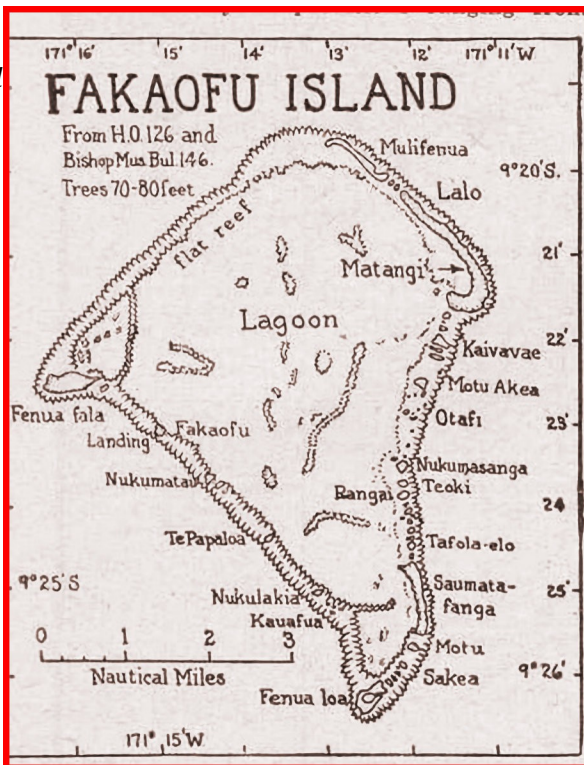 171° 16' 15' 14' 13' 12' 171° 11' W
FAKAOFU ISLAND
From H.O. 126 and
Bishop Mus. Bul. 146.
Trees 70-80 feet
Mulifenua
9° 20' S.
Lalo
flat reef
21'
Matangi
Lagoon
22'
Kaivavae
Motu Akea
Fenua fala
Otafi
23'
Landing
Fakaofu
Nukumatau
Nukumasanga
Rangai
Teoki
24
Te Papaloa
Tafola-elo
9° 25' S
Saumata-
fanga
25'
Nukulakia
Kauafua
0 1 2 3
Nautical Miles
Motu
Sakea
9° 26'
Fenua loa
171° 15' W